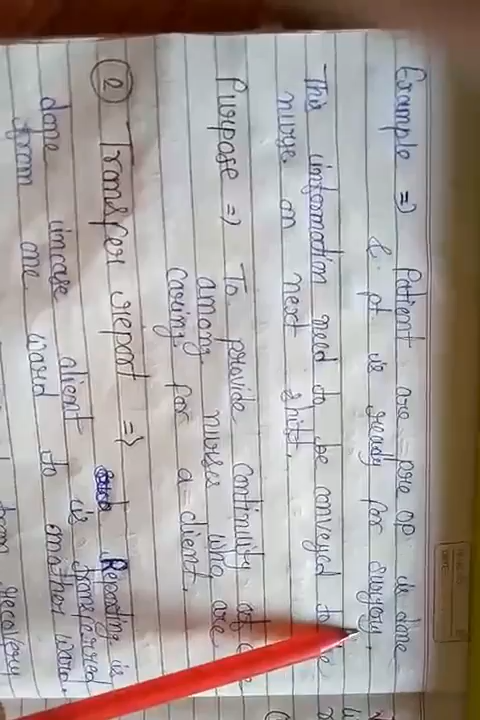 Example => Patient are pre op is done
& pt is ready for surgery.
This information need to be conveyed to
nurse on next shift.
Purpose => To provide continuity of
among nurses who are
caring for a client.
② Transfer report => Reporting is
done incase client is transferred
from one ward to another ward.
from recovery